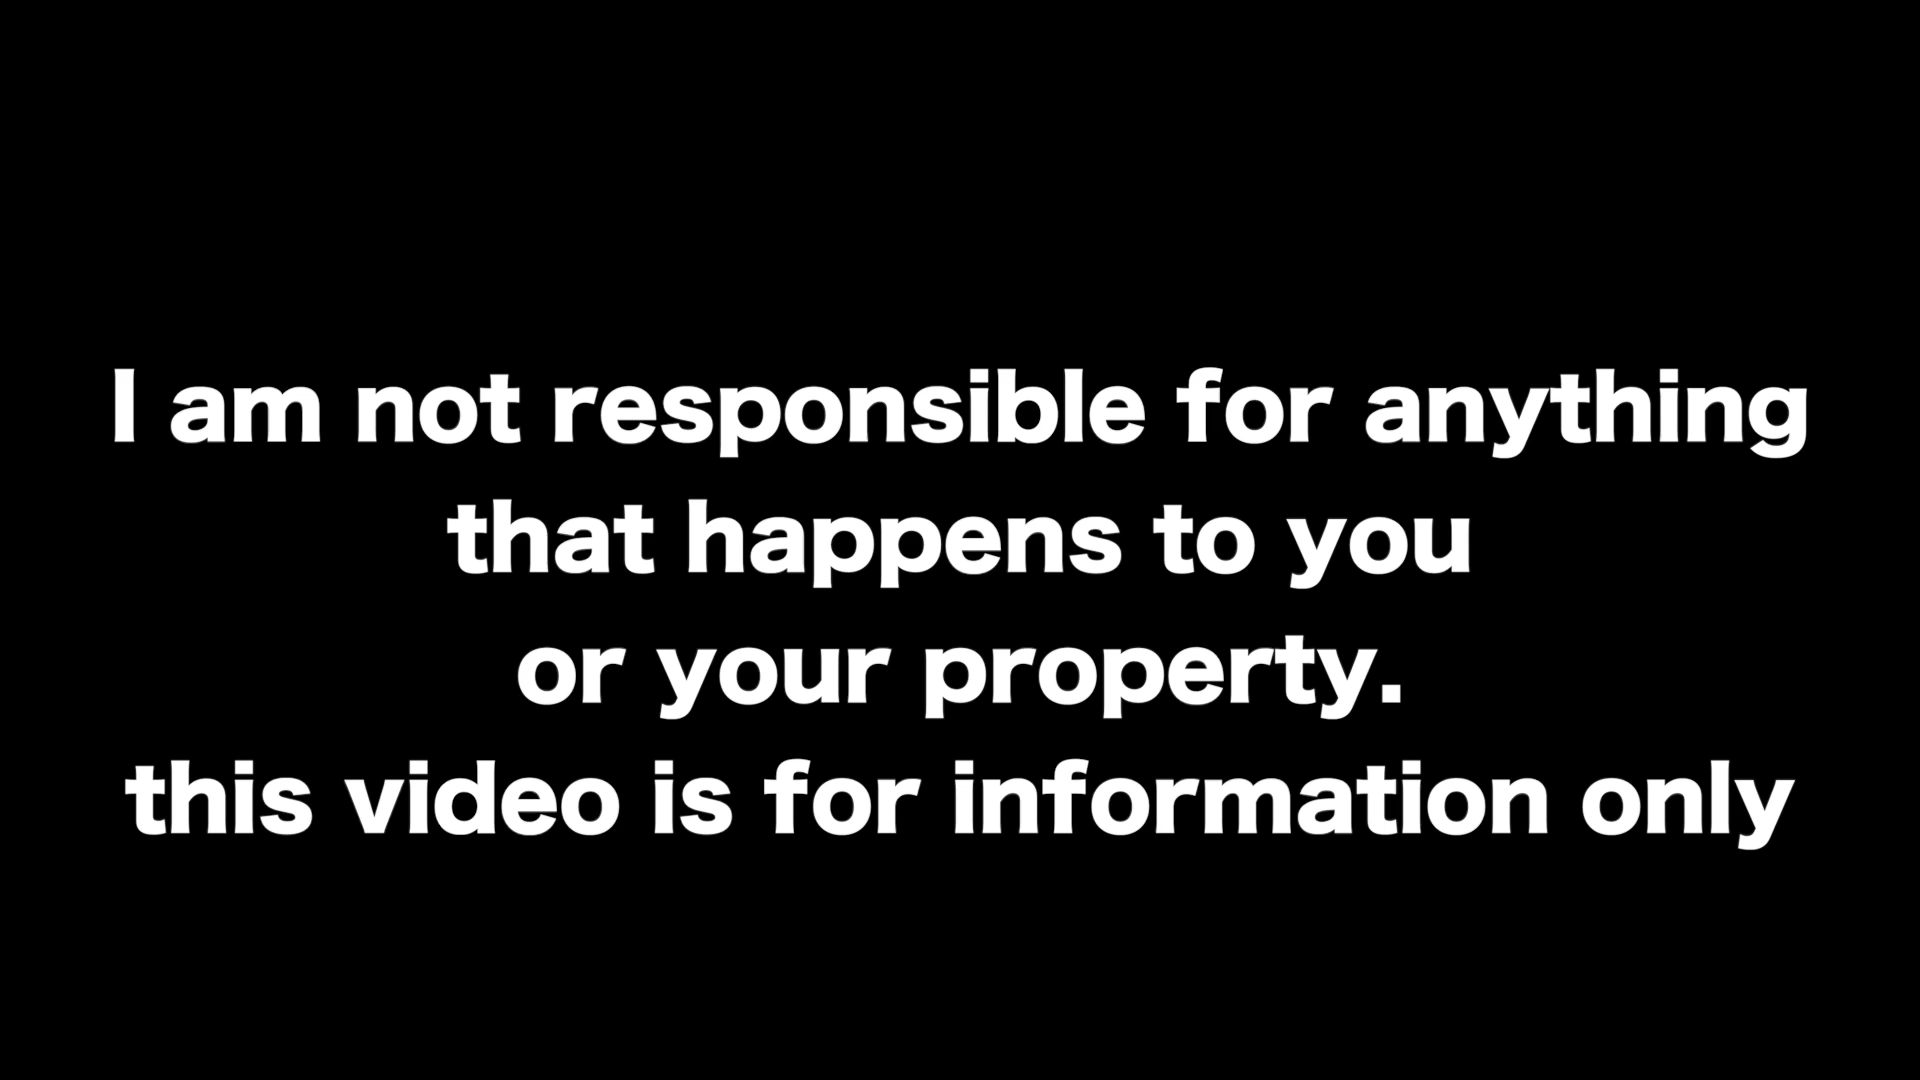 I am not responsible for anything
that happens to you
or your property.
this video is for information only